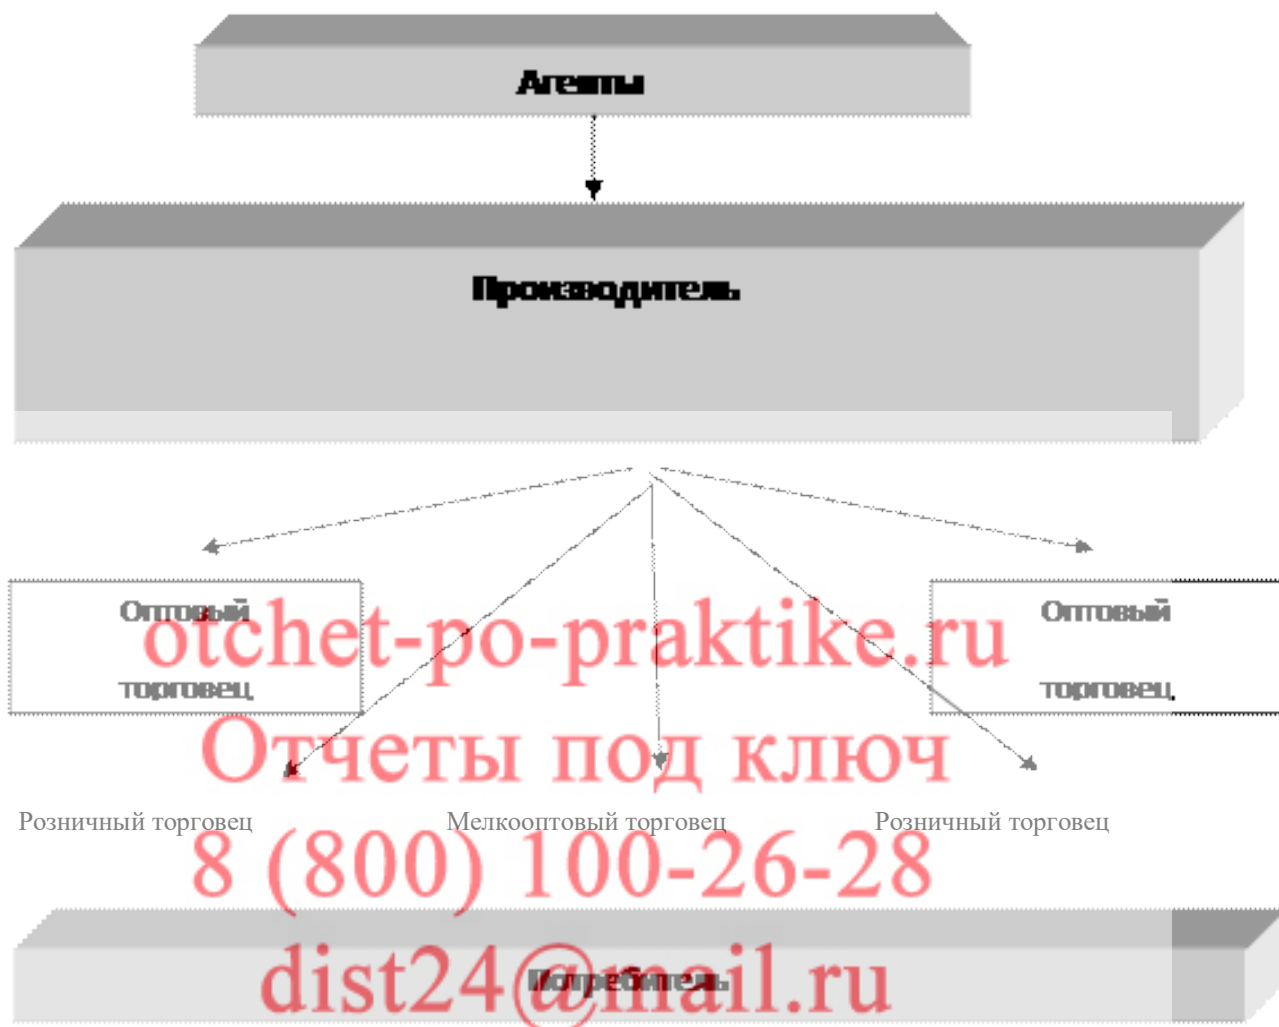 Агенты
Производитель
Оптовый
торговец
Оптовый
торговец
otchet-po-praktike.ru
Отчеты под ключ
Розничный торговец
Мелкооптовый торговец
Розничный торговец
8 (800) 100-26-28
Потребитель
dist24@mail.ru